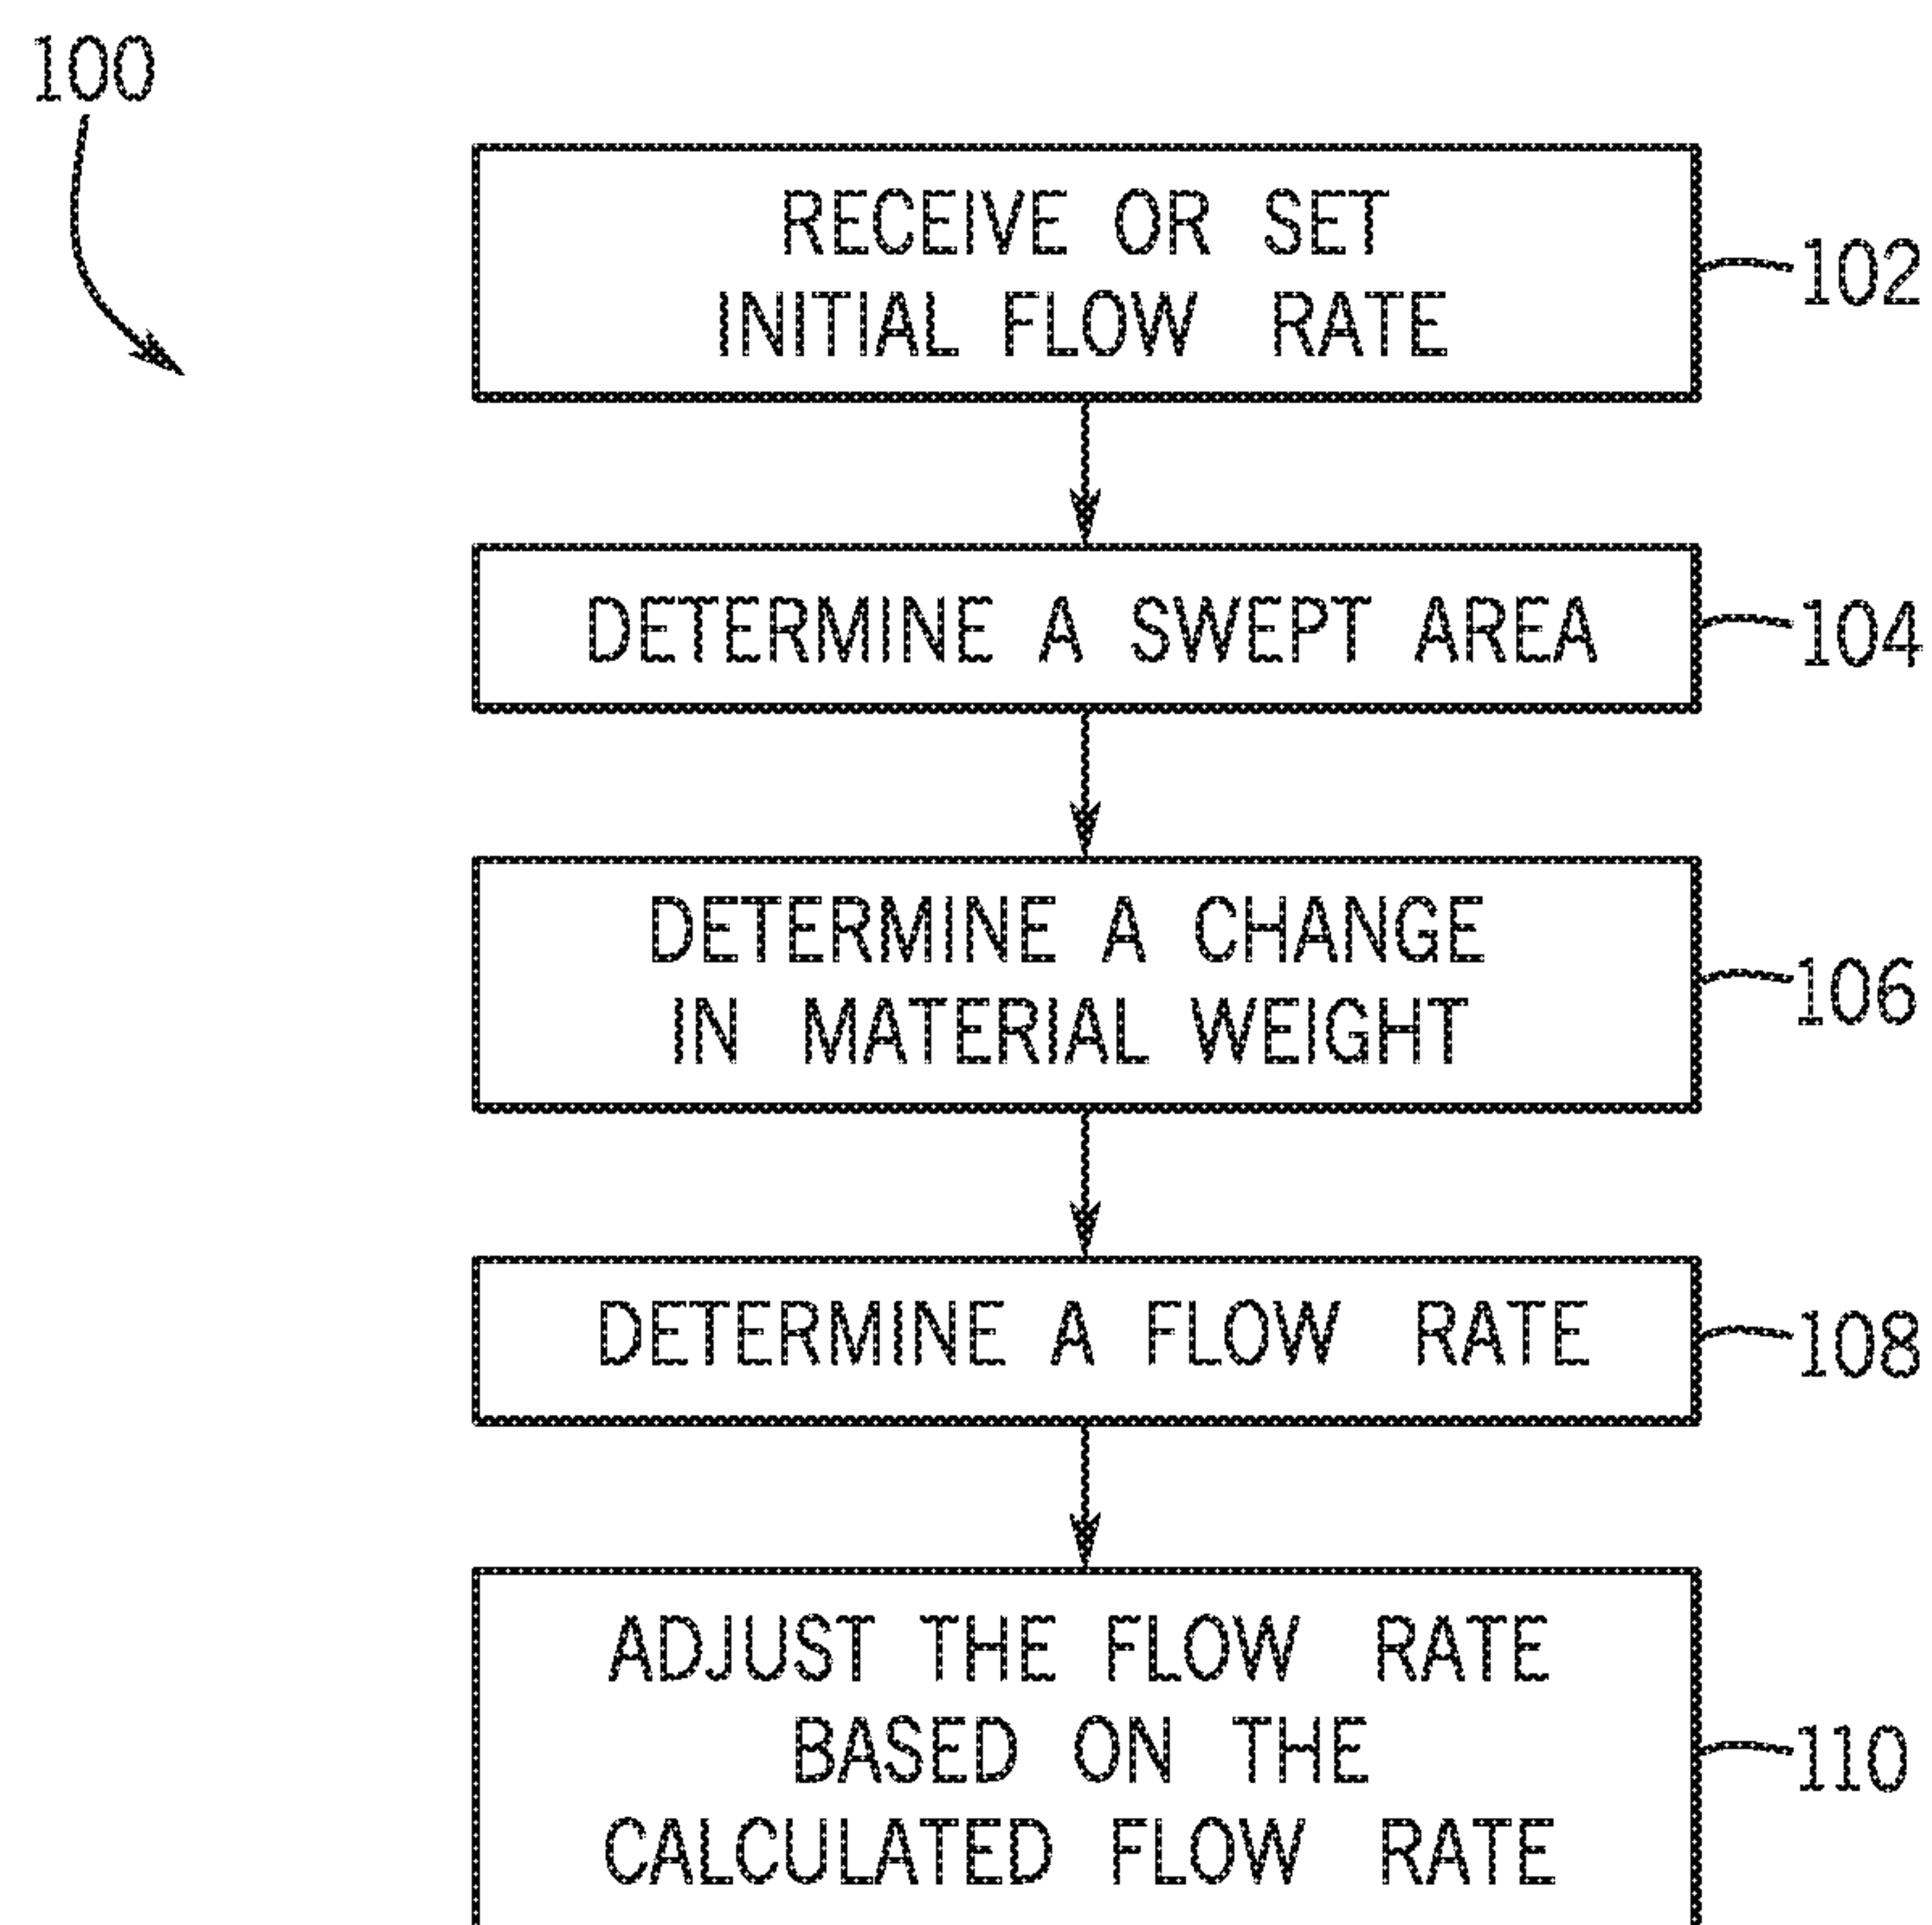 100
RECEIVE OR SET
INITIAL FLOW RATE
102
DETERMINE A SWEPT AREA
104
DETERMINE A CHANGE
IN MATERIAL WEIGHT
106
DETERMINE A FLOW RATE
108
ADJUST THE FLOW RATE
BASED ON THE
CALCULATED FLOW RATE
110